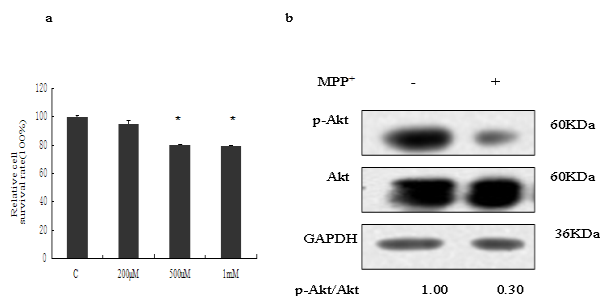 a
Relative cell
survival rate(100%)
120
100
80
60
40
20
0
* *
C 200μM 500uM 1mM
b
MPP⁺ - +
p-Akt 60KDa
Akt 60KDa
GAPDH 36KDa
p-Akt/Akt 1.00 0.30